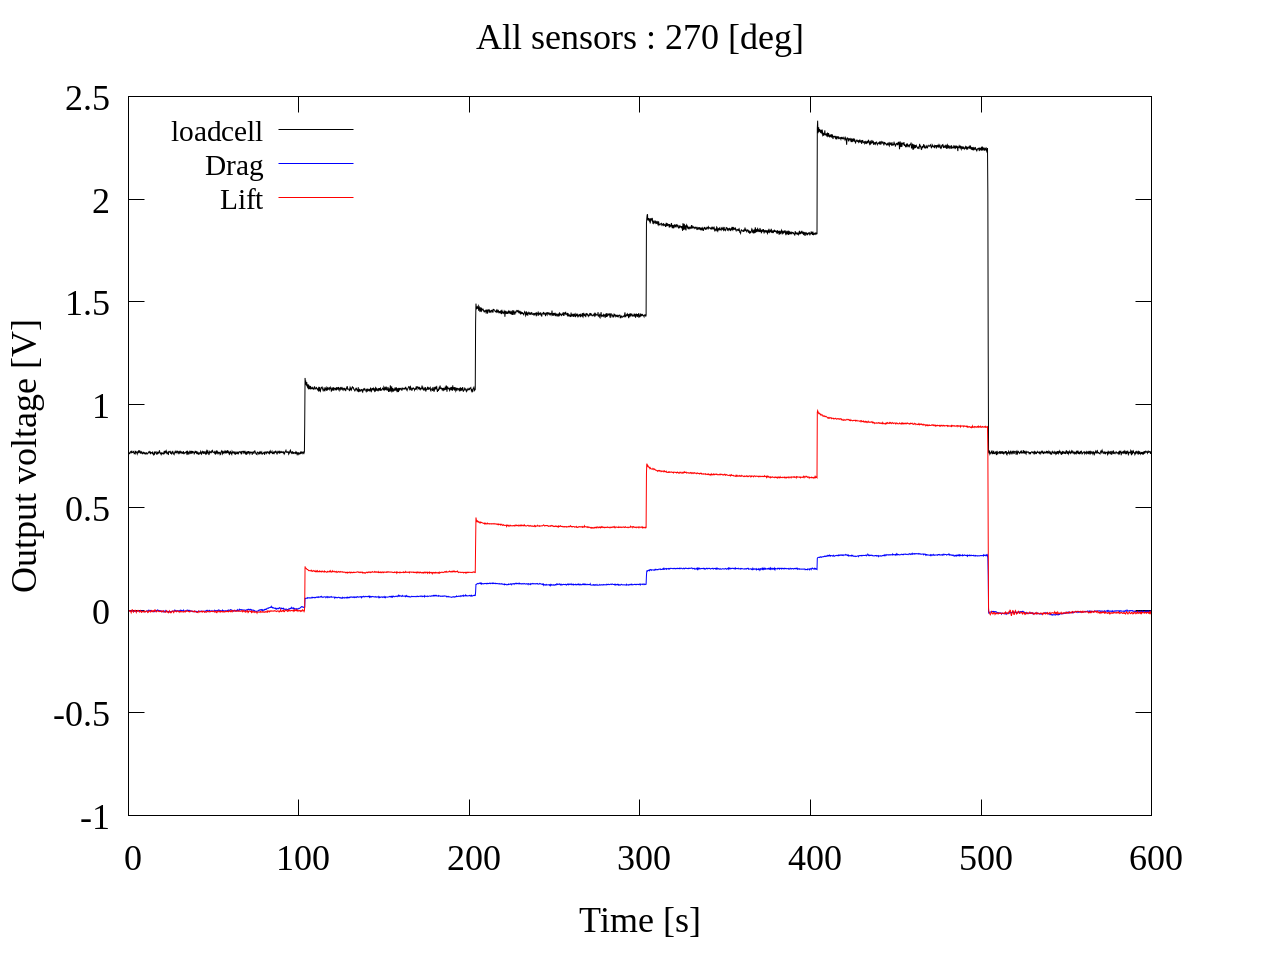 All sensors : 270 [deg]
2.5
2
1.5
1
0.5
0
-0.5
-1
Output voltage [V]
loadcell
Drag
Lift
0 100 200 300 400 500 600
Time [s]